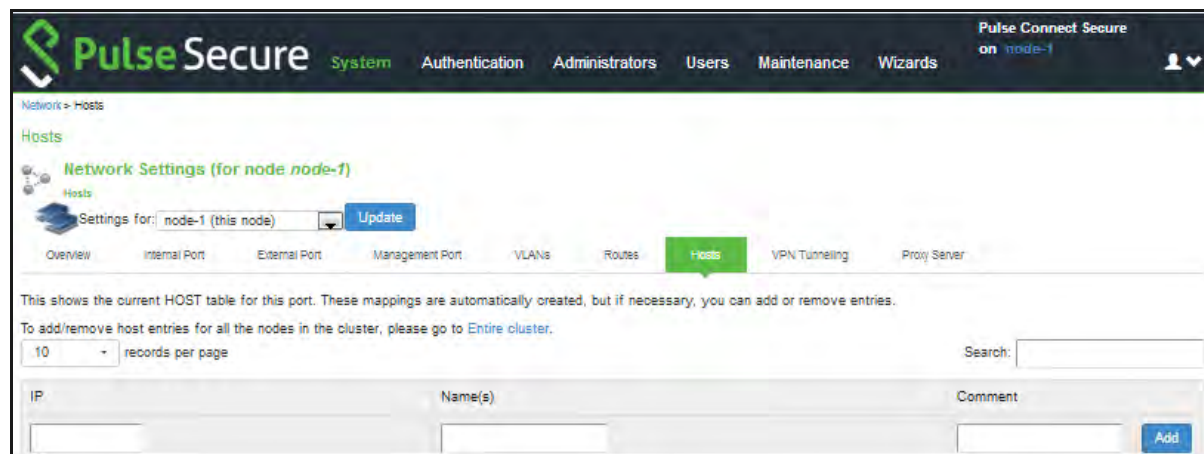 Pulse Connect Secure
Pulse Secure System Authentication Administrators Users Maintenance Wizards
on node-1
Network > Hosts
Hosts
Network Settings (for node node-1)
Hosts
Settings for: node-1 (this node) Update
Overview Internal Port External Port Management Port VLANs Routes Hosts VPN Tunneling Proxy Server
This shows the current HOST table for this port. These mappings are automatically created, but if necessary, you can add or remove entries.
To add/remove host entries for all the nodes in the cluster, please go to Entire cluster.
10 records per page Search:
IP Name(s) Comment
Add